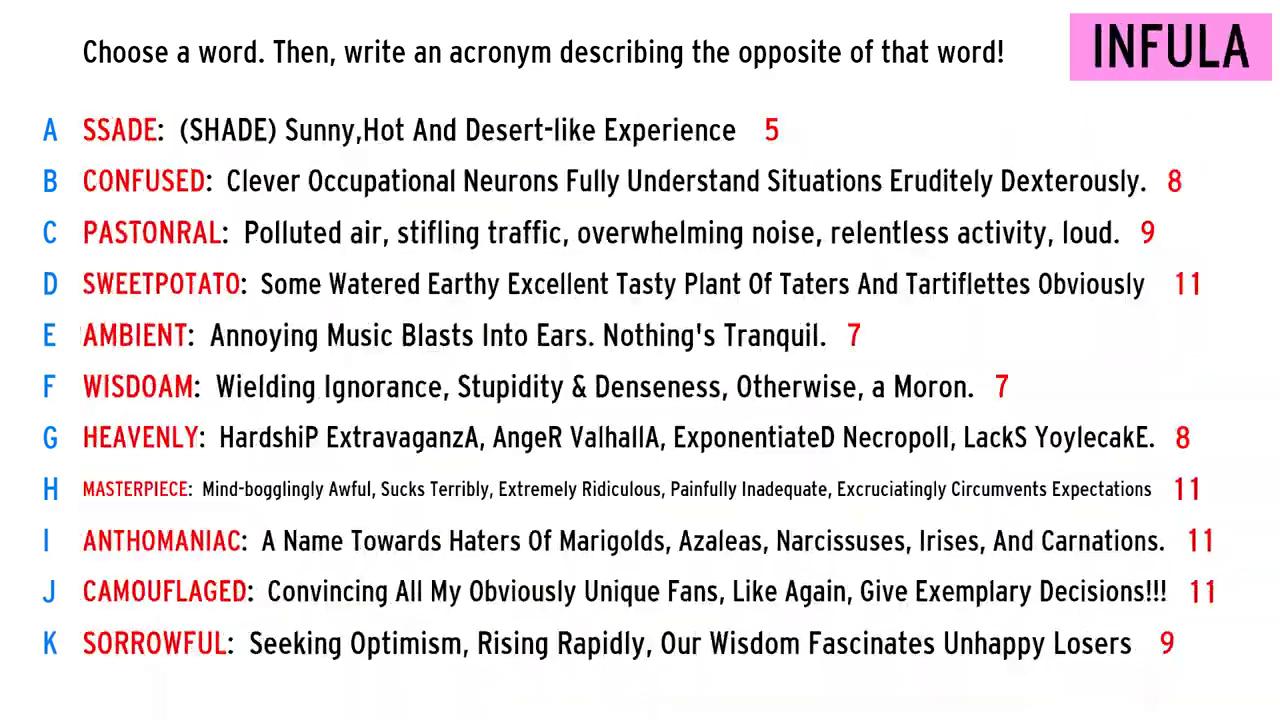 Choose a word. Then, write an acronym describing the opposite of that word!
INFULA
A SSADE: (SHADE) Sunny,Hot And Desert-like Experience 5
B CONFUSED: Clever Occupational Neurons Fully Understand Situations Eruditely Dexterously. 8
C PASTONRAL: Polluted air, stifling traffic, overwhelming noise, relentless activity, loud. 9
D SWEETPOTATO: Some Watered Earthy Excellent Tasty Plant Of Taters And Tartiflettes Obviously 11
E AMBIENT: Annoying Music Blasts Into Ears. Nothing's Tranquil. 7
F WISDOAM: Wielding Ignorance, Stupidity & Denseness, Otherwise, a Moron. 7
G HEAVENLY: HardshiP ExtravaganzA, AngeR ValhallA, ExponentiateD NecropolI, LackS YoylecakE. 8
H MASTERPIECE: Mind-bogglingly Awful, Sucks Terribly, Extremely Ridiculous, Painfully Inadequate, Excruciatingly Circumvents Expectations 11
I ANTHOMANIAC: A Name Towards Haters Of Marigolds, Azaleas, Narcissuses, Irises, And Carnations. 11
J CAMOUFLAGED: Convincing All My Obviously Unique Fans, Like Again, Give Exemplary Decisions!!! 11
K SORROWFUL: Seeking Optimism, Rising Rapidly, Our Wisdom Fascinates Unhappy Losers 9